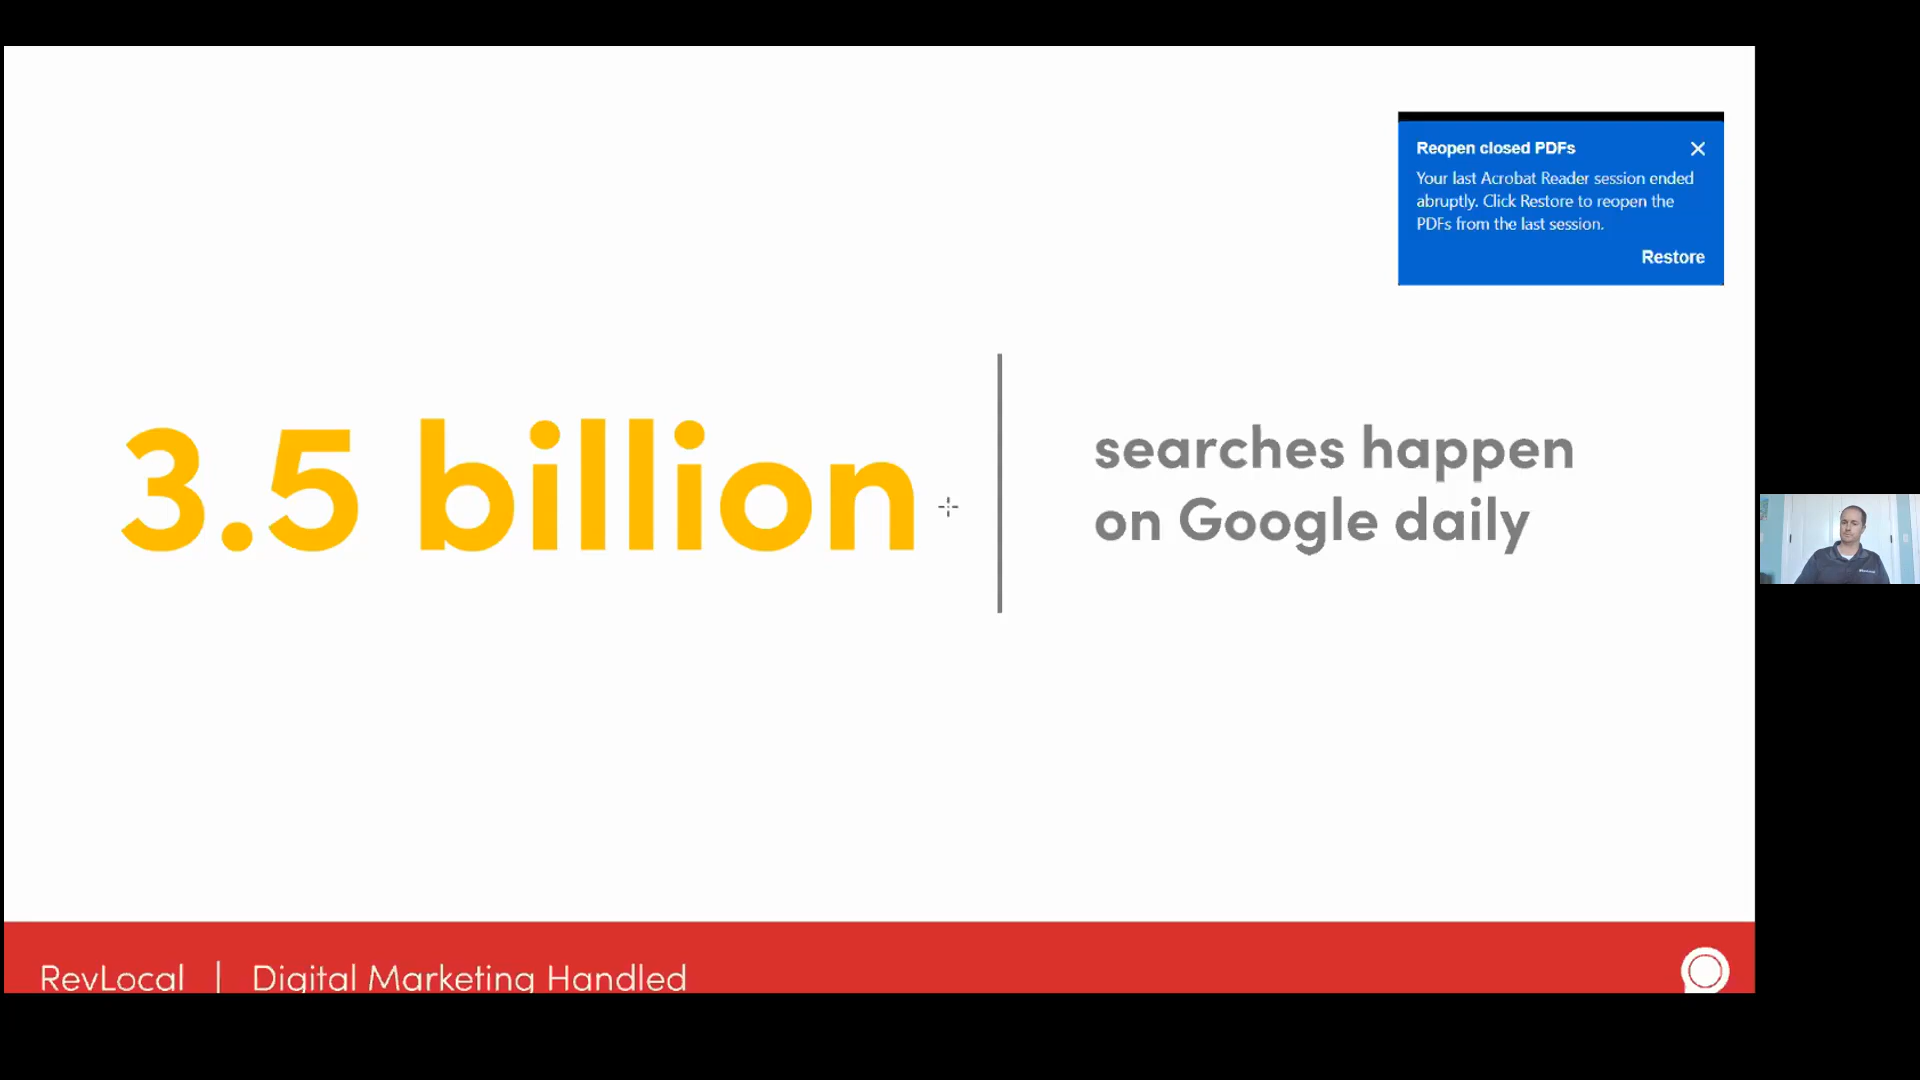 Reopen closed PDFs
Your last Acrobat Reader session ended
abruptly. Click Restore to reopen the
PDFs from the last session.
Restore
3.5 billion
searches happen
on Google daily
RevLocal | Digital Marketing Handled